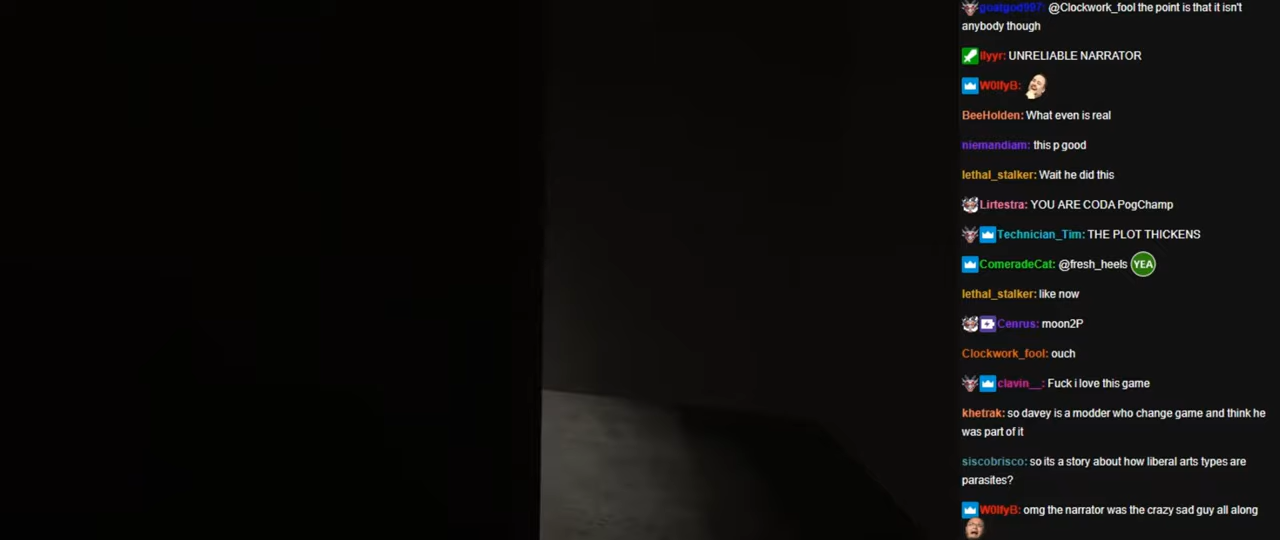 goatgod997: @Clockwork_fool the point is that it isn't
anybody though
llyyr: UNRELIABLE NARRATOR
W0lfyB:
BeeHolden: What even is real
niemandiam: this p good
lethal_stalker: Wait he did this
Lirtestra: YOU ARE CODA PogChamp
Technician_Tim: THE PLOT THICKENS
ComeradeCat: @fresh_heels YEA
lethal_stalker: like now
Cenrus: moon2P
Clockwork_fool: ouch
clavin__: Fuck i love this game
khetrak: so davey is a modder who change game and think he
was part of it
siscobrisco: so its a story about how liberal arts types are
parasites?
W0lfyB: omg the narrator was the crazy sad guy all along